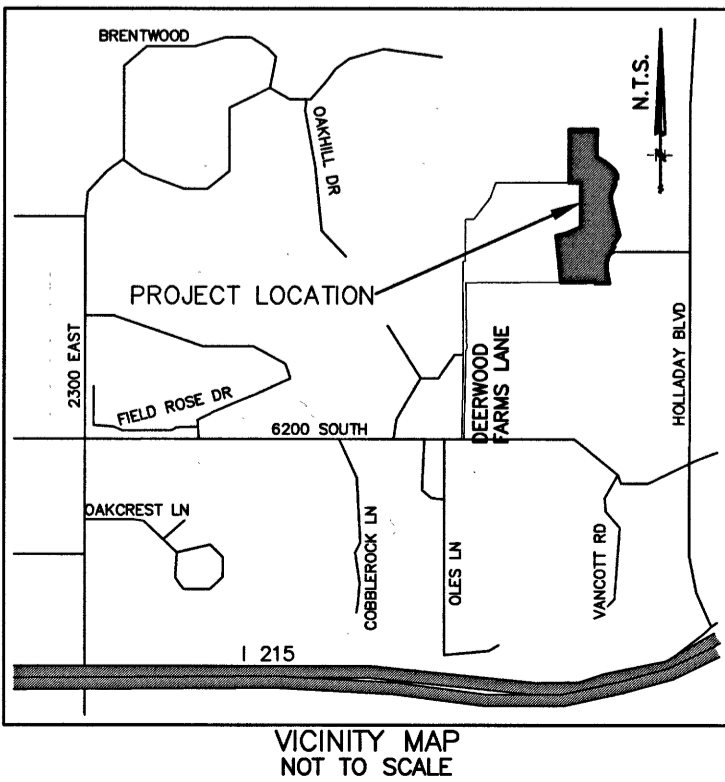 BRENTWOOD
OAKHILL DR
N.T.S.
PROJECT LOCATION
2300 EAST
FIELD ROSE DR
6200 SOUTH
DEERWOOD
FARMS LANE
HOLLADAY BLVD
OAKCREST LN
COBBLEROCK LN
OLES LN
VANCOTT RD
I 215
VICINITY MAP
NOT TO SCALE